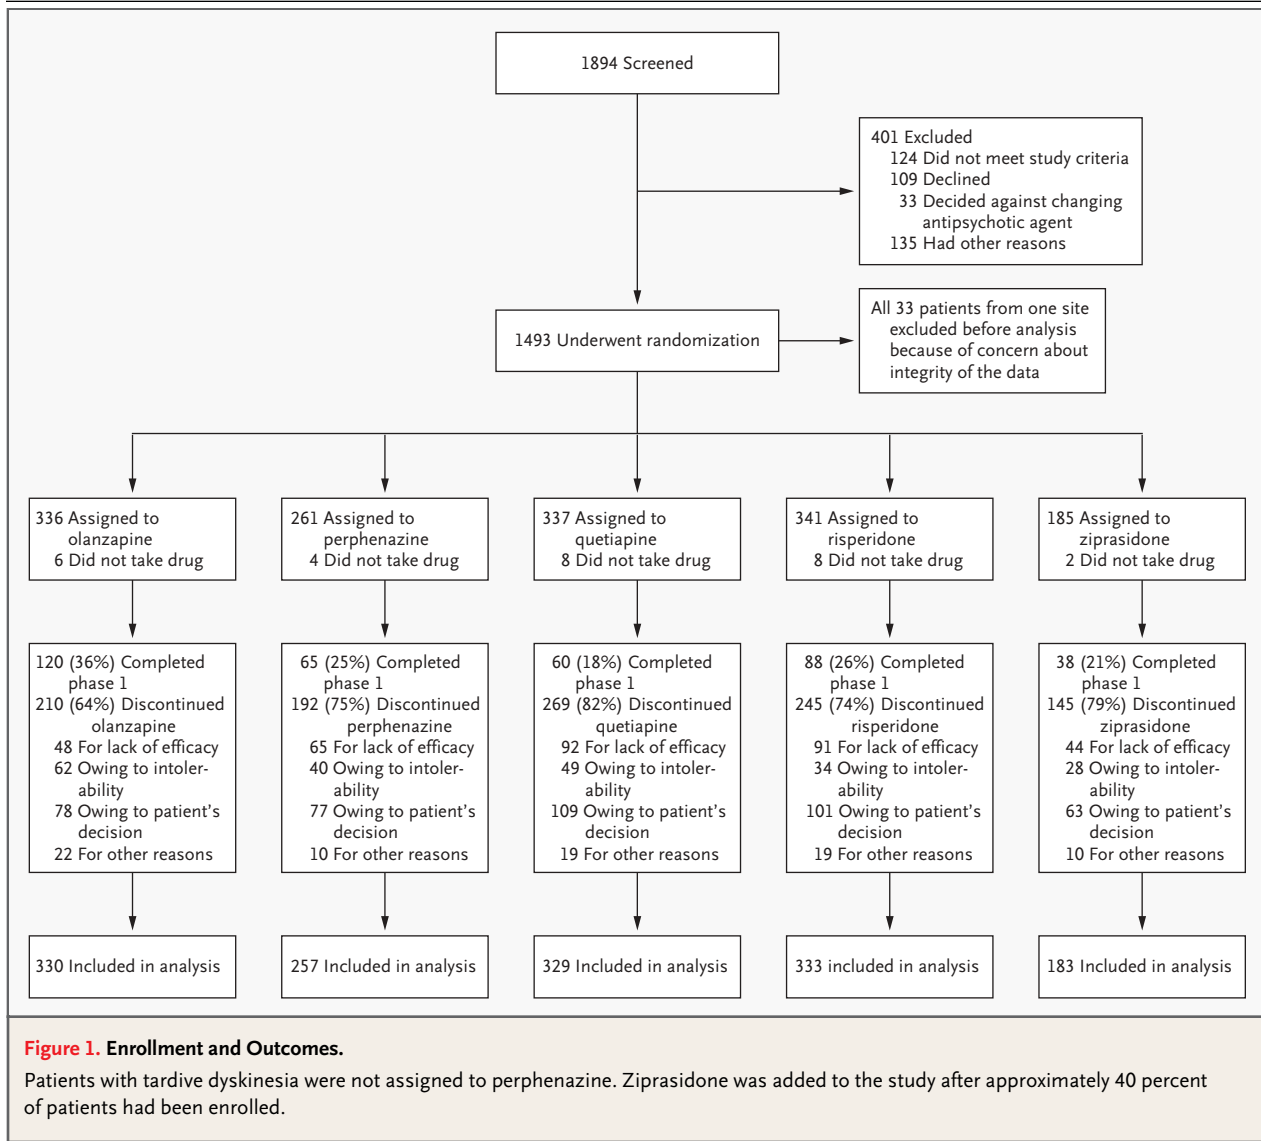 1894 Screened
401 Excluded
124 Did not meet study criteria
109 Declined
33 Decided against changing
antipsychotic agent
135 Had other reasons
1493 Underwent randomization
All 33 patients from one site
excluded before analysis
because of concern about
integrity of the data
336 Assigned to
olanzapine
6 Did not take drug
261 Assigned to
perphenazine
4 Did not take drug
337 Assigned to
quetiapine
8 Did not take drug
341 Assigned to
risperidone
8 Did not take drug
185 Assigned to
ziprasidone
2 Did not take drug
120 (36%) Completed
phase 1
210 (64%) Discontinued
olanzapine
48 For lack of efficacy
62 Owing to intoler-
ability
78 Owing to patient's
decision
22 For other reasons
65 (25%) Completed
phase 1
192 (75%) Discontinued
perphenazine
65 For lack of efficacy
40 Owing to intoler-
ability
77 Owing to patient's
decision
10 For other reasons
60 (18%) Completed
phase 1
269 (82%) Discontinued
quetiapine
92 For lack of efficacy
49 Owing to intoler-
ability
109 Owing to patient's
decision
19 For other reasons
88 (26%) Completed
phase 1
245 (74%) Discontinued
risperidone
91 For lack of efficacy
34 Owing to intoler-
ability
101 Owing to patient's
decision
19 For other reasons
38 (21%) Completed
phase 1
145 (79%) Discontinued
ziprasidone
44 For lack of efficacy
28 Owing to intoler-
ability
63 Owing to patient's
decision
10 For other reasons
330 Included in analysis
257 Included in analysis
329 Included in analysis
333 included in analysis
183 Included in analysis
Figure 1. Enrollment and Outcomes.
Patients with tardive dyskinesia were not assigned to perphenazine. Ziprasidone was added to the study after approximately 40 percent
of patients had been enrolled.